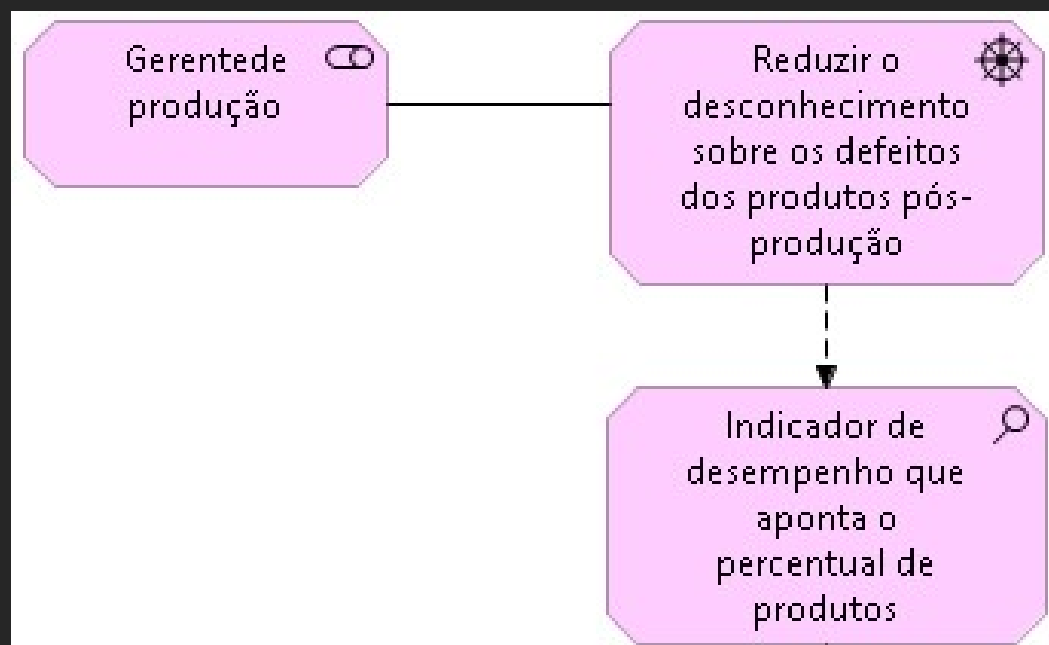 Gerentede
produção
Reduzir o
desconhecimento
sobre os defeitos
dos produtos pós-
produção
Indicador de
desempenho que
aponta o
percentual de
produtos